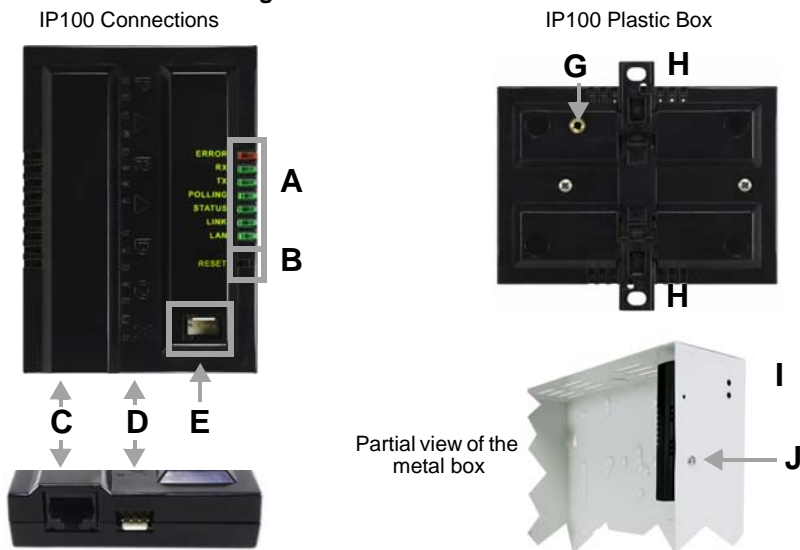 IP100 Connections
IP100 Plastic Box
ERROR
RX
TX
POLLING
STATUS
LINK
LAN
RESET
A
B
C
D
E
G
H
H
Partial view of the
metal box
I
J